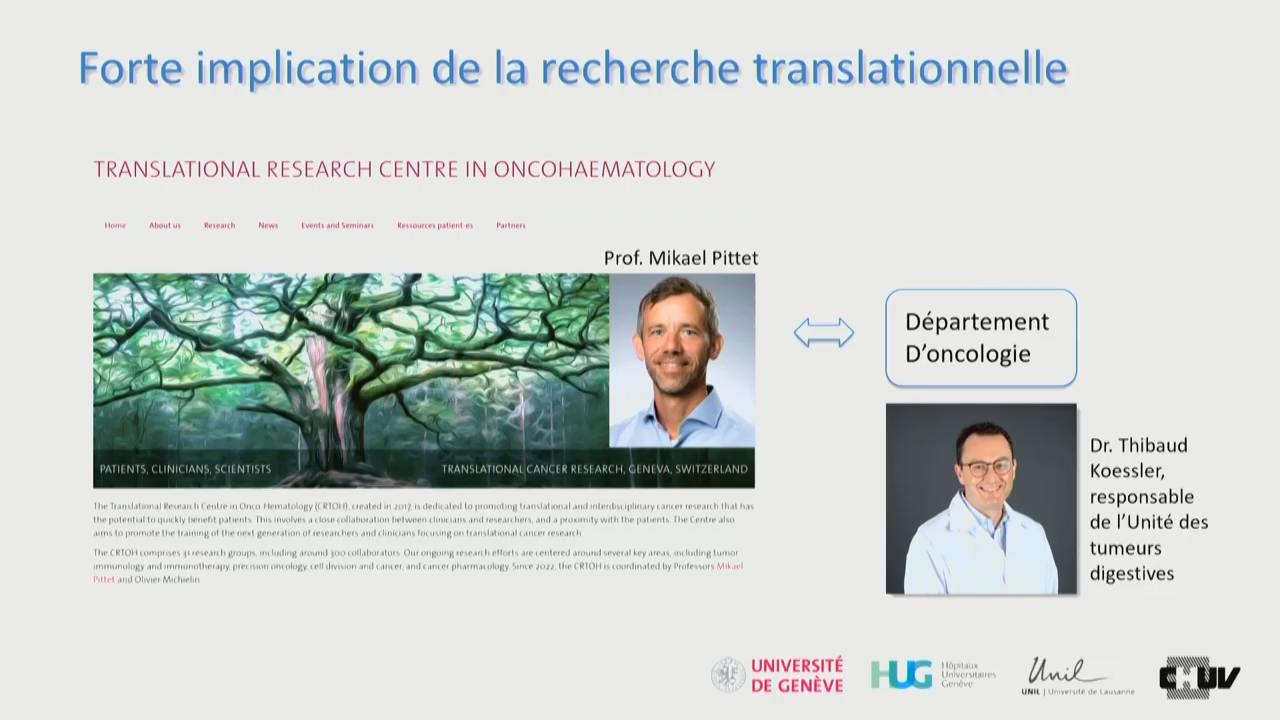 Forte implication de la recherche translationnelle
TRANSLATIONAL RESEARCH CENTRE IN ONCOHAEMATOLOGY
Home About us Research News Events and Seminars Ressources patient·es Partners
Prof. Mikael Pittet
PATIENTS, CLINICIANS, SCIENTISTS
TRANSLATIONAL CANCER RESEARCH, GENEVA, SWITZERLAND
The Translational Research Centre in Onco-Hematology (CRTOH), created in 2017, is dedicated to promoting translational and interdisciplinary cancer research that has
the potential to quickly benefit patients. This involves a close collaboration between clinicians and researchers, and a proximity with the patients. The Centre also
aims to promote the training of the next generation of researchers and clinicians focusing on translational cancer research.
The CRTOH comprises 31 research groups, including around 300 collaborators. Our ongoing research efforts are centered around several key areas, including tumor
immunology and immunotherapy, precision oncology, cell division and cancer, and cancer pharmacology. Since 2022, the CRTOH is coordinated by Professors Mikael
Pittet and Olivier Michielin.
Département
D'oncologie
Dr. Thibaud
Koessler,
responsable
de l'Unité des
tumeurs
digestives
UNIVERSITÉ
DE GENÈVE
HUG
Hôpitaux
Universitaires
Genève
Unil
UNIL | Université de Lausanne
CHUV